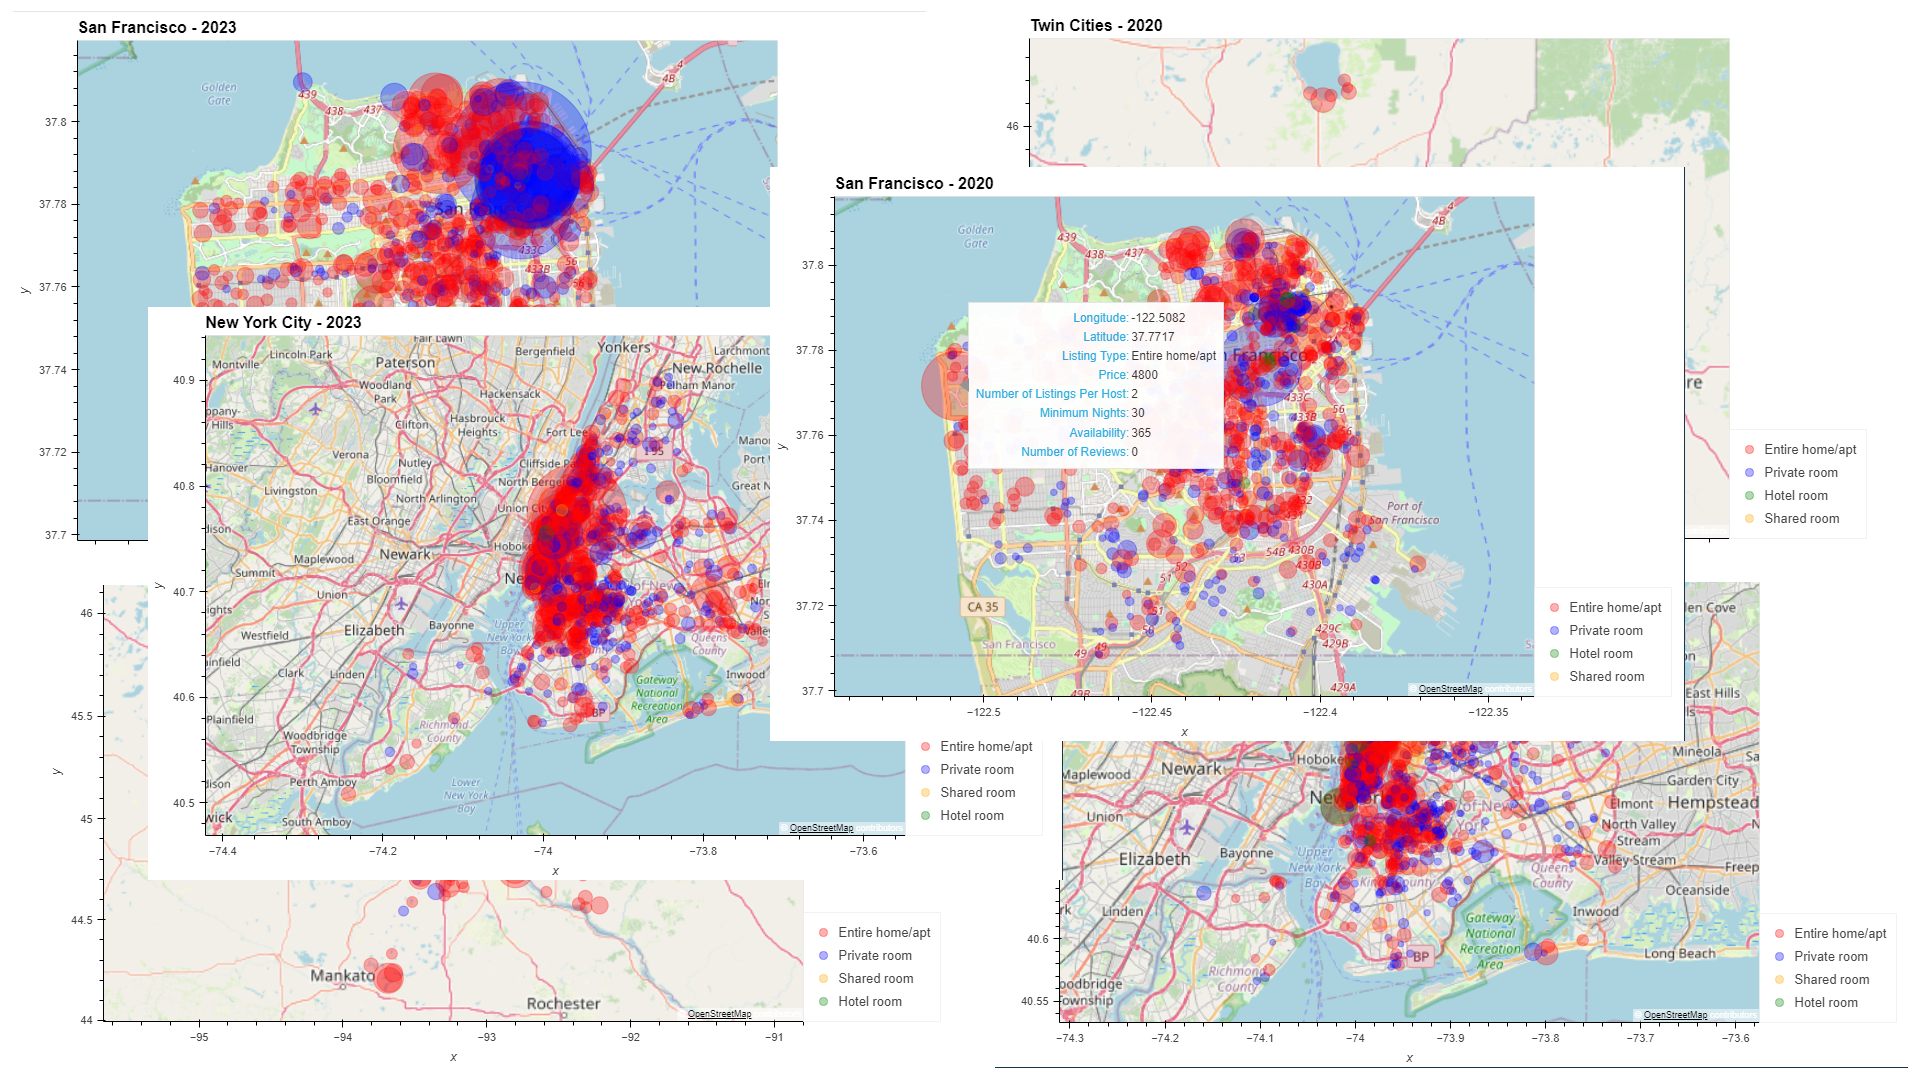 San Francisco - 2023
Golden
Gate
439
438
437
4
4B
San
433C
433B
56
56
37.8
37.78
37.76
37.74
37.72
37.7
y
Twin Cities - 2020
46
San Francisco - 2020
Golden
Gate
439
438
437
4
4B
Longitude: -122.5082
Latitude: 37.7717
Listing Type: Entire home/apt
Price: 4800
Number of Listings Per Host: 2
Minimum Nights: 30
Availability: 365
Number of Reviews: 0
Francisco
433C
433B
56
Port of
San Francisco
53
54B
430B
430B
52
51
430A
51
50
CA 35
San Francisco
429C
429B
49
49
49B
429A
© OpenStreetMap contributors
37.8
37.78
37.76
37.74
37.72
37.7
y
−122.5
−122.45
−122.4
−122.35
x
Entire home/apt
Private room
Hotel room
Shared room
Entire home/apt
Private room
Hotel room
Shared room
New York City - 2023
Fair Lawn
Yonkers
Lincoln Park
Bergenfield
Larchmont
Montville
Paterson
New Rochelle
Woodland
Park
Pelham Manor
Hackensack
Hasbrouck
Heights
Clifton
Fort Lee
Verona
Cliffside
I 95
Hanover
Nutley
Bloomfield
North Bergen
Livingston
North Arlington
Union City
East Orange
Hoboken
Maplewood
Newark
Summit
Union
Bayonne
Elizabeth
Westfield
Upper
New York
Bay
Queens
County
Clark
Linden
Inwood
Gateway
National
Recreation
Area
BP
Plainfield
Richmond
County
Woodbridge
Township
Perth Amboy
Lower
New York
Bay
South Amboy
© OpenStreetMap contributors
40.9
40.8
40.7
40.6
40.5
y
−74.4
−74.2
−74
−73.8
−73.6
x
Entire home/apt
Private room
Shared room
Hotel room
46
45.5
45
44.5
44
y
Mankato
Rochester
OpenStreetMap
−95
−94
−93
−92
−91
x
Entire home/apt
Private room
Shared room
Hotel room
Glen Cove
East Hills
Mineola
Maplewood
Newark
Hoboken
Garden City
Union
New
Elmont
Hempstead
North Valley
Stream
Elizabeth
Bayonne
Upper
New York
Bay
Valley Stream
Queens
County
Freep
Oceanside
Linden
Inwood
Gateway
National
Recreation
Area
BP
Long Beach
Richmond
County
© OpenStreetMap contributors
40.6
40.55
−74.3
−74.2
−74.1
−74
−73.9
−73.8
−73.7
−73.6
x
Entire home/apt
Private room
Shared room
Hotel room